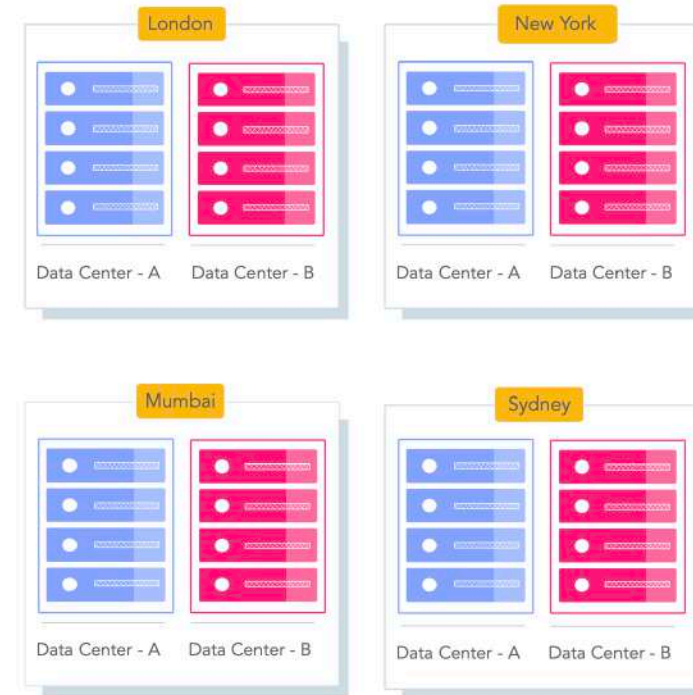 London
New York
Data Center - A
Data Center - B
Data Center - A
Data Center - B
Mumbai
Sydney
Data Center - A
Data Center - B
Data Center - A
Data Center - B